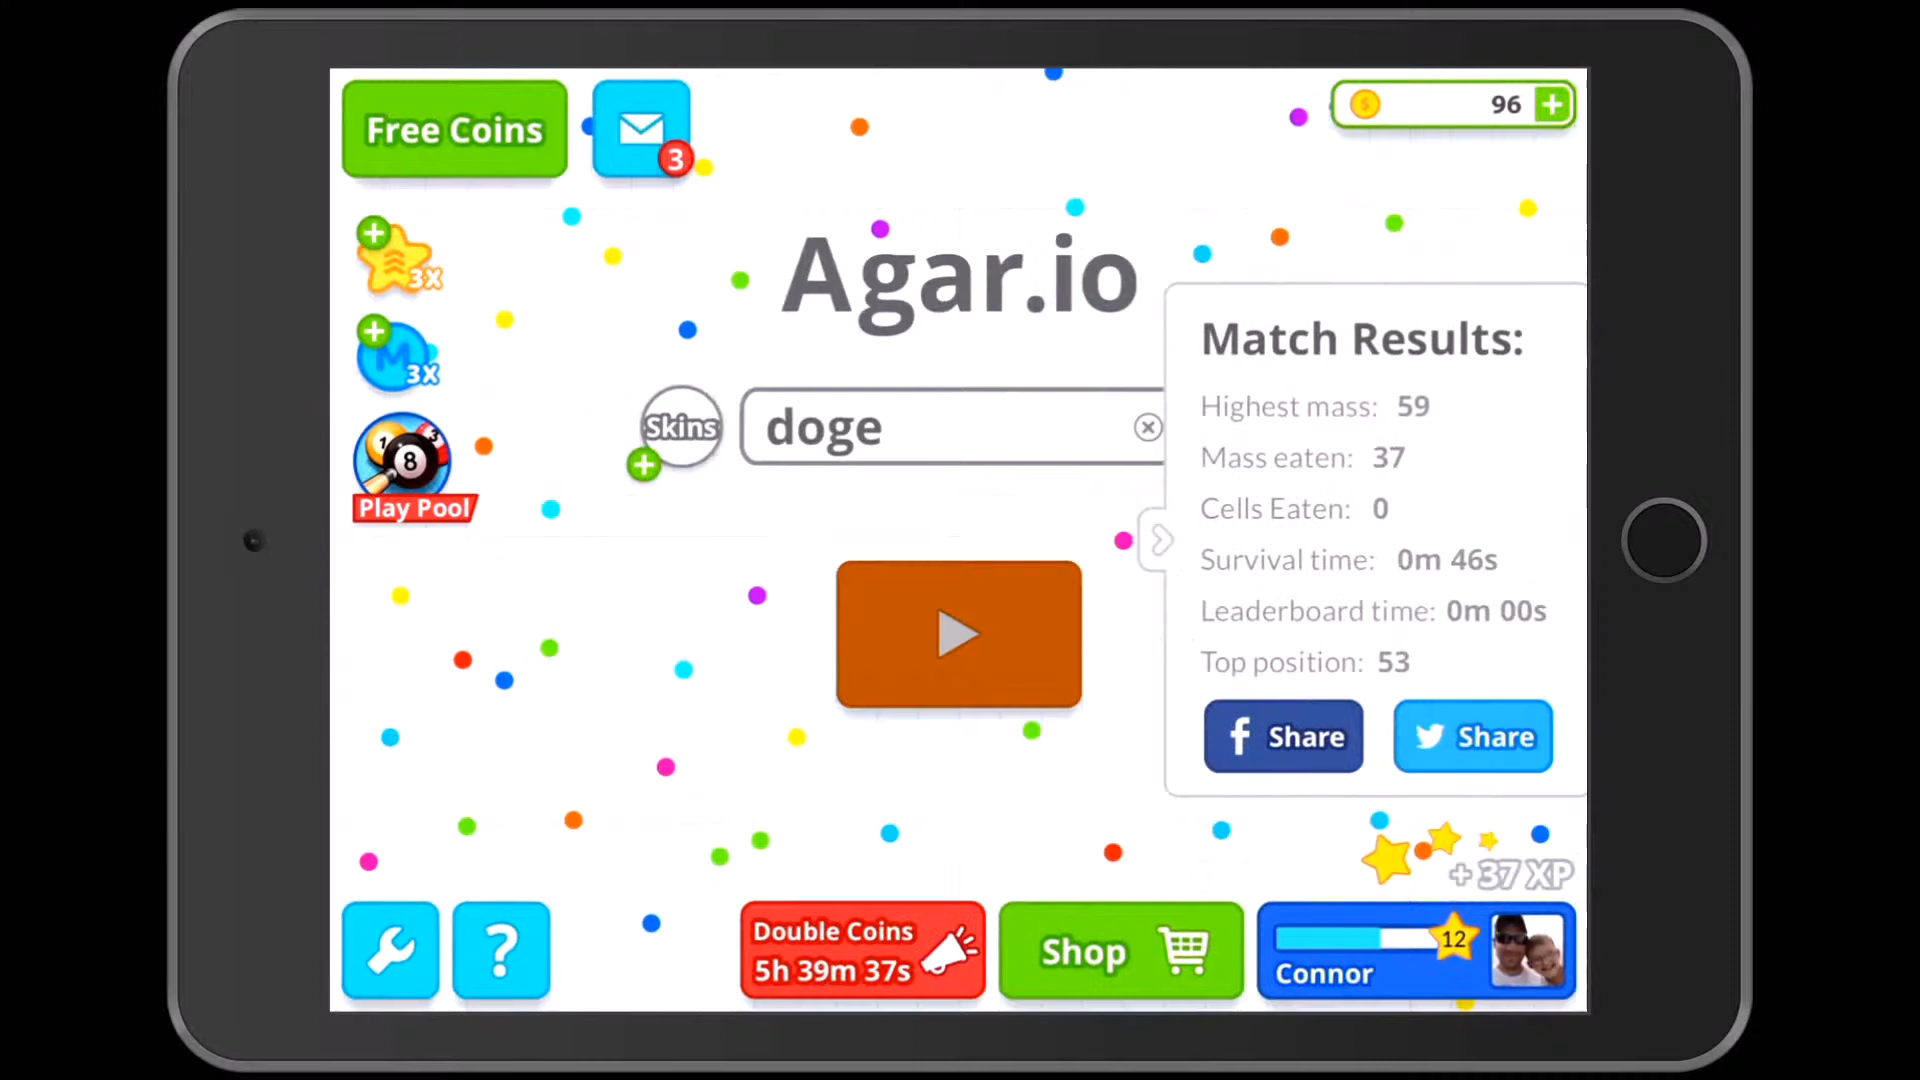 Free Coins
3
96
3X
M
3X
1
3
8
Play Pool
Agar.io
Skins
doge
Match Results:
Highest mass: 59
Mass eaten: 37
Cells Eaten: 0
Survival time: 0m 46s
Leaderboard time: 0m 00s
Top position: 53
f Share
Share
+ 37 XP
?
Double Coins
5h 39m 37s
Shop
12
Connor